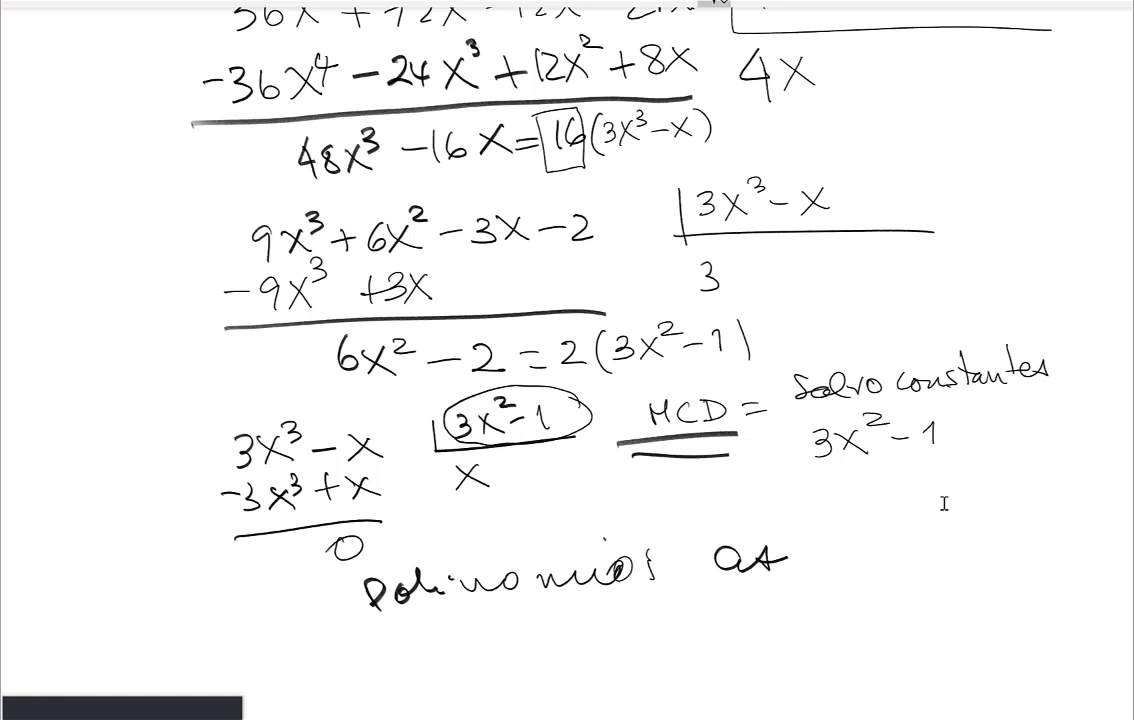 -36x⁴ - 24x³ + 12x² + 8x 4x
48x³ - 16x = 16(3x³ - x)
9x³ + 6x² - 3x - 2 3x³ - x
-9x³ +3x 3
6x² - 2 = 2(3x² - 1)
3x³ - x 3x² - 1 MCD = Salvo constantes
-3x³ + x x 3x² - 1
0
Polinomios